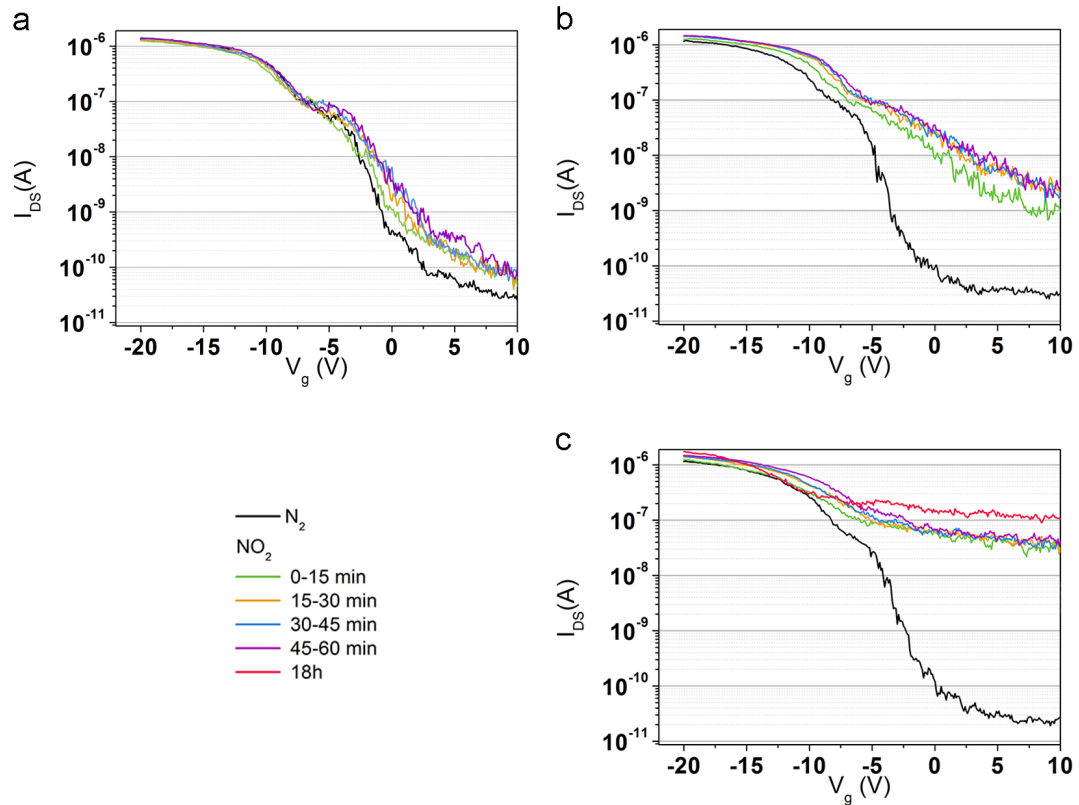 a
10⁻⁶
10⁻⁷
10⁻⁸
10⁻⁹
10⁻¹⁰
10⁻¹¹
I_DS(A)
-20 -15 -10 -5 0 5 10
V_g (V)
b
10⁻⁶
10⁻⁷
10⁻⁸
10⁻⁹
10⁻¹⁰
10⁻¹¹
I_DS(A)
-20 -15 -10 -5 0 5 10
V_g (V)
N₂
NO₂
0-15 min
15-30 min
30-45 min
45-60 min
18h
c
10⁻⁶
10⁻⁷
10⁻⁸
10⁻⁹
10⁻¹⁰
10⁻¹¹
I_DS(A)
-20 -15 -10 -5 0 5 10
V_g (V)